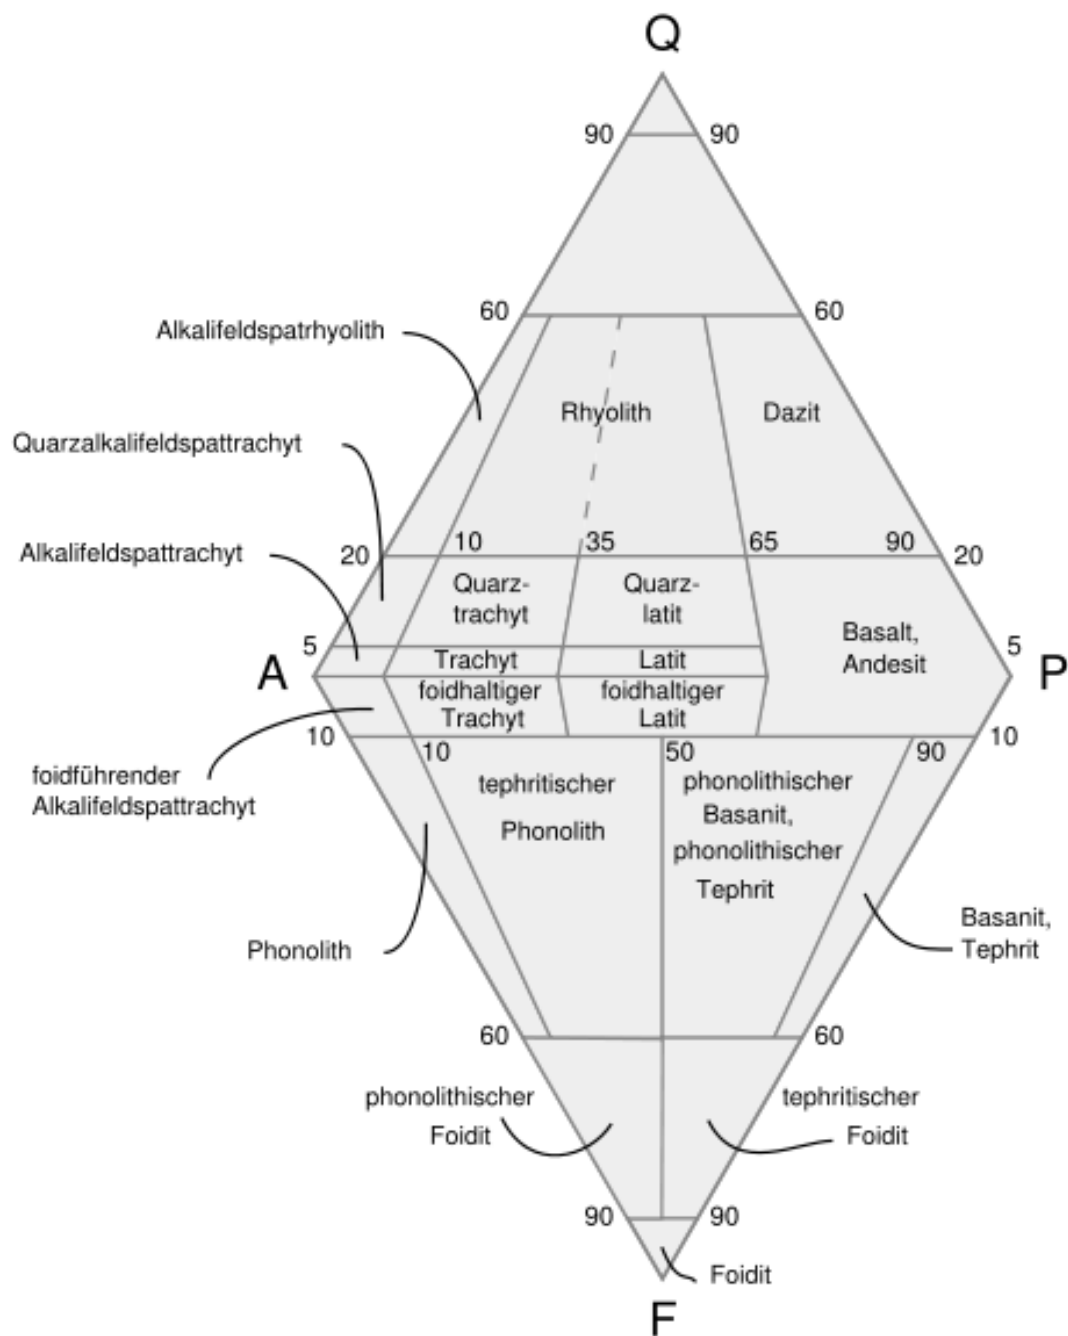 Q
90 90
60 60
Alkalifeldspatrhyolith
Rhyolith Dazit
Quarzalkalifeldspattrachyt
10 35 65 90
20 20
Alkalifeldspattrachyt
Quarz-
trachyt
Quarz-
latit
Basalt,
Andesit
5 5
A P
Trachyt Latit
foidhaltiger
Trachyt
foidhaltiger
Latit
10 10
10 50 90
foidführender
Alkalifeldspattrachyt
tephritischer
Phonolith
phonolithischer
Basanit,
phonolithischer
Tephrit
Phonolith
Basanit,
Tephrit
60 60
phonolithischer
Foidit
tephritischer
Foidit
90 90
Foidit
F